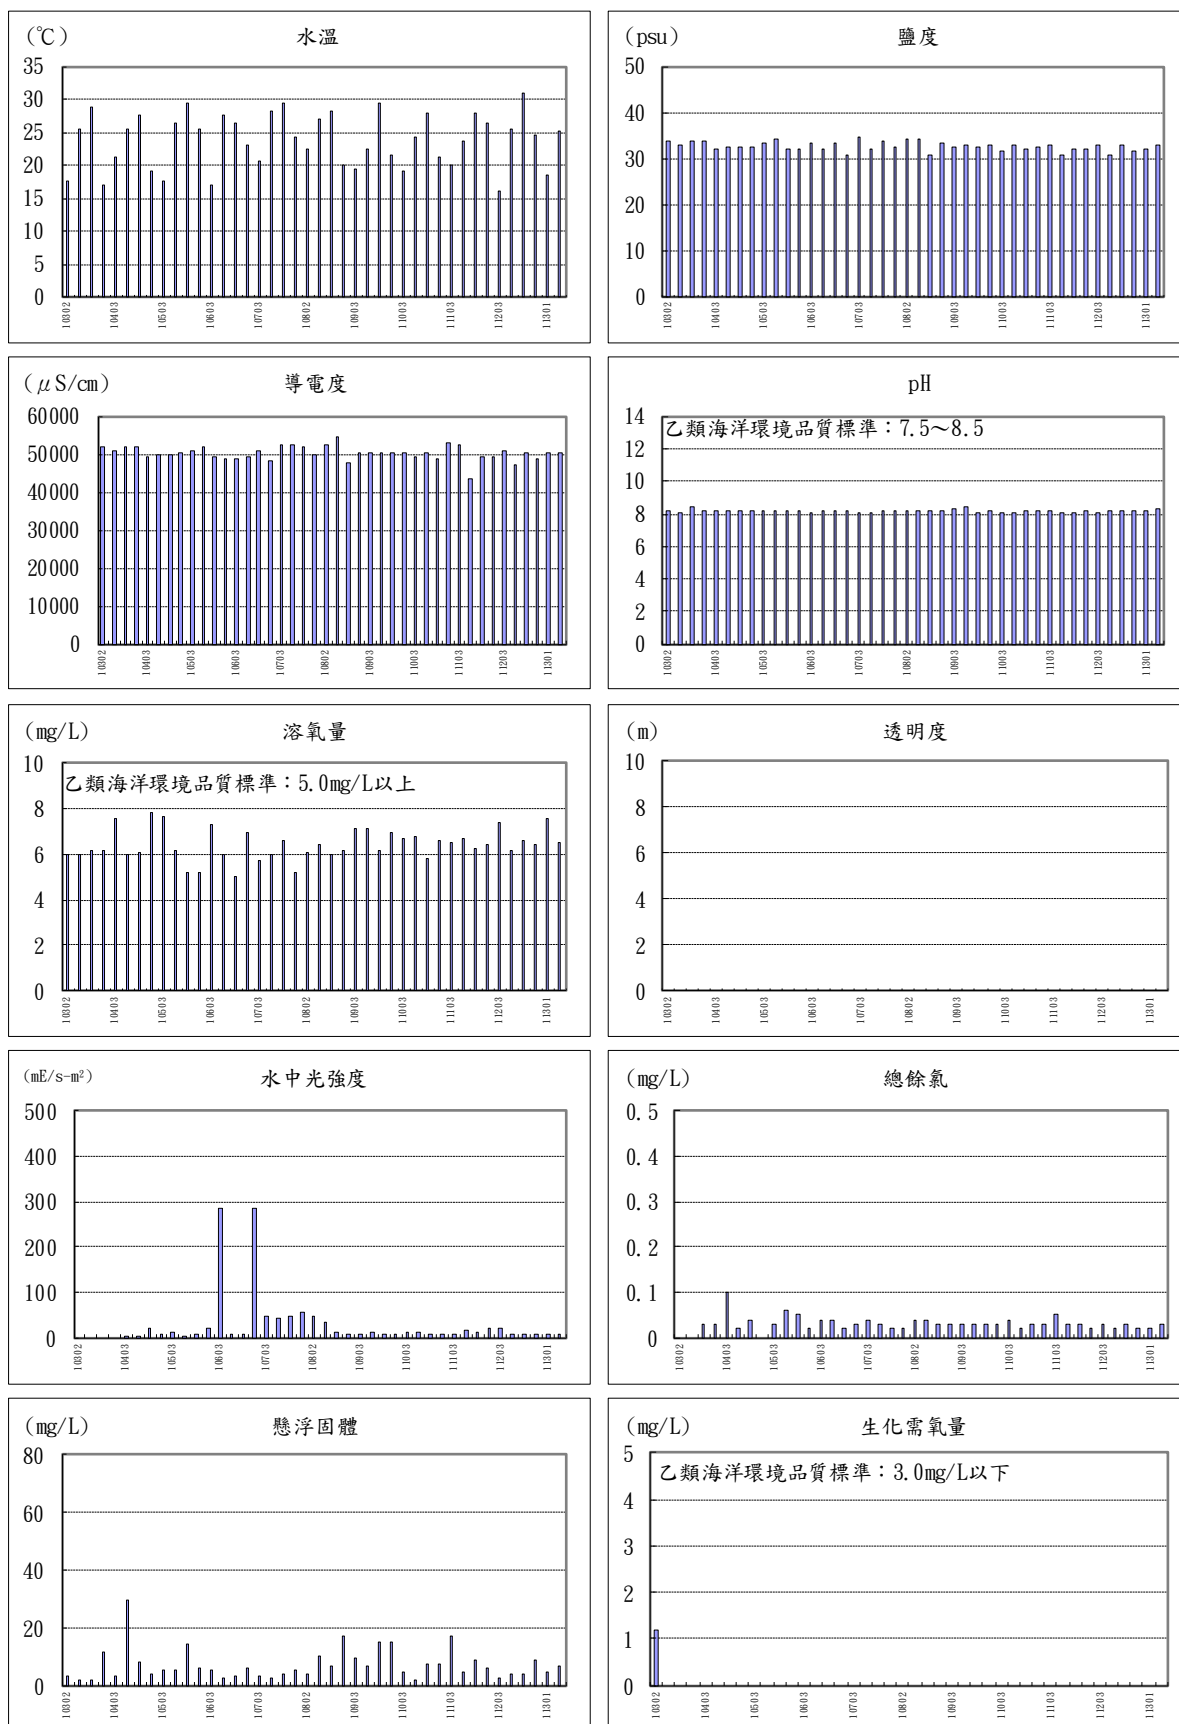 (℃) 水溫
35
30
25
20
15
10
5
0
10302 10403 10503 10603 10703 10802 10903 11003 11103 11203 11301
(psu) 鹽度
50
40
30
20
10
0
10302 10403 10503 10603 10703 10802 10903 11003 11103 11203 11301
(μS/cm) 導電度
60000
50000
40000
30000
20000
10000
0
10302 10403 10503 10603 10703 10802 10903 11003 11103 11203 11301
pH
乙類海洋環境品質標準：7.5～8.5
14
12
10
8
6
4
2
0
10302 10403 10503 10603 10703 10802 10903 11003 11103 11203 11301
(mg/L) 溶氧量
乙類海洋環境品質標準：5.0mg/L以上
10
8
6
4
2
0
10302 10403 10503 10603 10703 10802 10903 11003 11103 11203 11301
(m) 透明度
10
8
6
4
2
0
10302 10403 10503 10603 10703 10802 10903 11003 11103 11203 11301
(mE/s-m²) 水中光強度
500
400
300
200
100
0
10302 10403 10503 10603 10703 10802 10903 11003 11103 11203 11301
(mg/L) 總餘氯
0.5
0.4
0.3
0.2
0.1
0
10302 10403 10503 10603 10703 10802 10903 11003 11103 11203 11301
(mg/L) 懸浮固體
80
60
40
20
0
10302 10403 10503 10603 10703 10802 10903 11003 11103 11203 11301
(mg/L) 生化需氧量
乙類海洋環境品質標準：3.0mg/L以下
5
4
3
2
1
0
10302 10403 10503 10603 10703 10802 10903 11003 11103 11203 11301